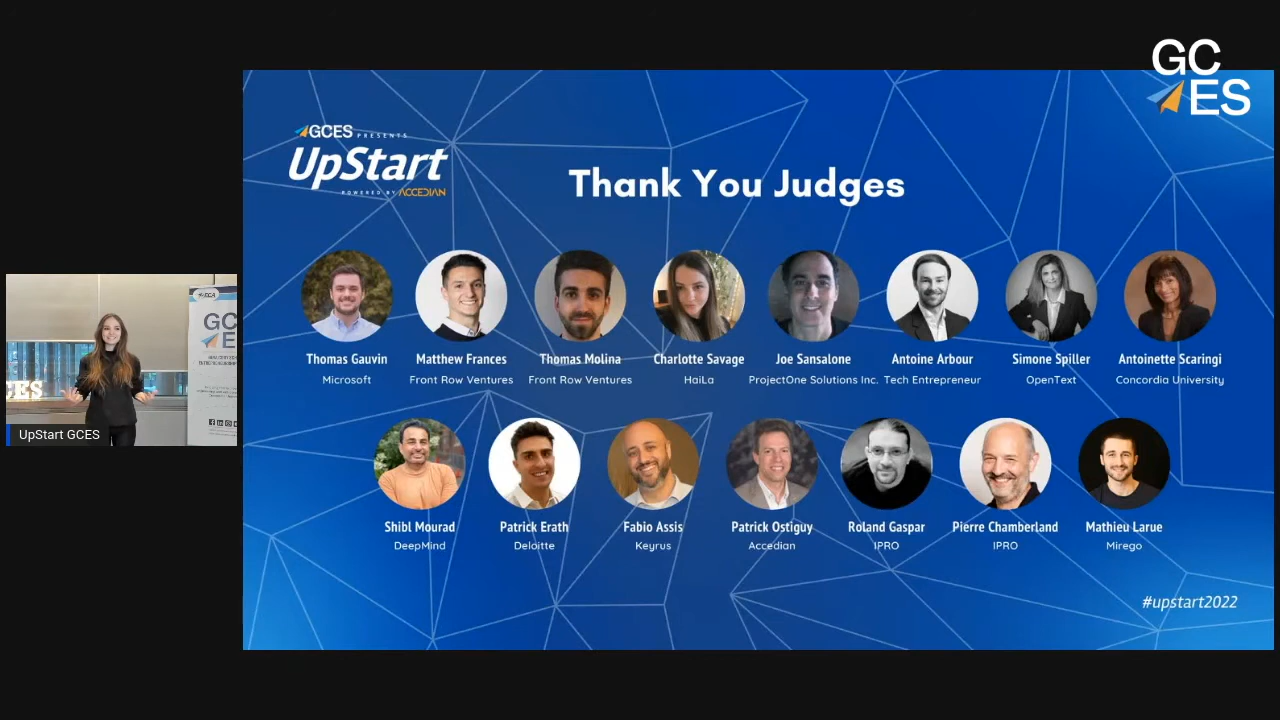 GC
ES
GCES PRESENTS
UpStart
POWERED BY ACCEDIAN
Thank You Judges
Thomas Gauvin
Microsoft
Matthew Frances
Front Row Ventures
Thomas Molina
Front Row Ventures
Charlotte Savage
HaiLa
Joe Sansalone
ProjectOne Solutions Inc.
Antoine Arbour
Tech Entrepreneur
Simone Spiller
OpenText
Antoinette Scaringi
Concordia University
Shibl Mourad
DeepMind
Patrick Erath
Deloitte
Fabio Assis
Keyrus
Patrick Ostiguy
Accedian
Roland Gaspar
IPRO
Pierre Chamberland
IPRO
Mathieu Larue
Mirego
#upstart2022
GC
ES
CES
UpStart GCES